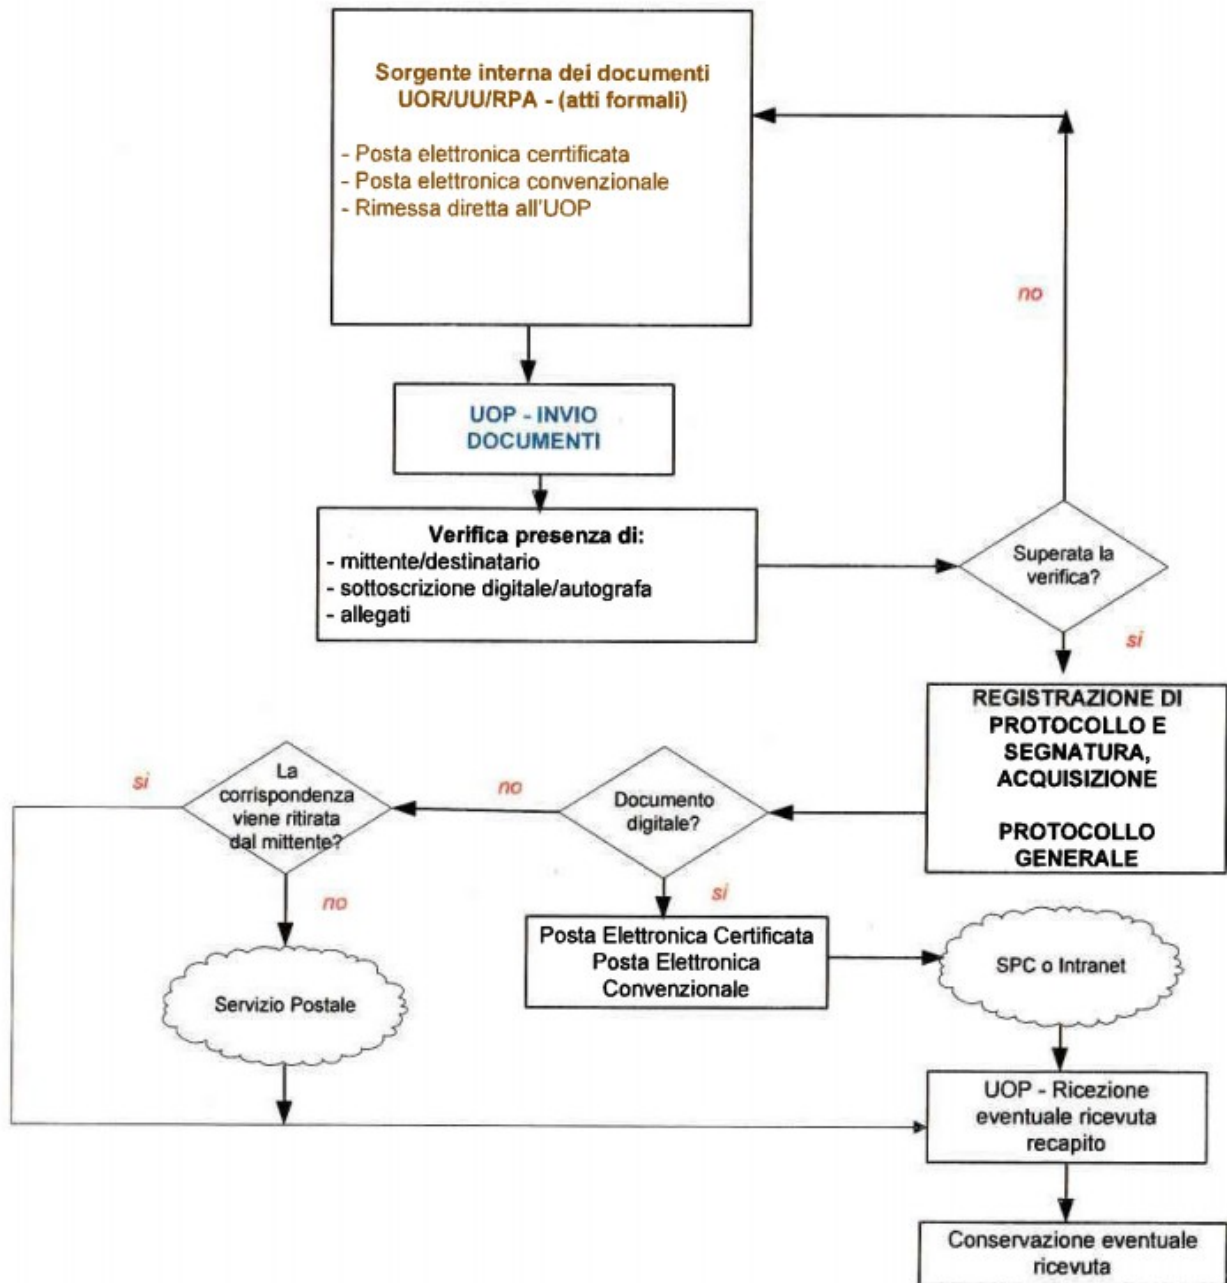 Sorgente interna dei documenti
UOR/UU/RPA - (atti formali)
- Posta elettronica cerrtificata
- Posta elettronica convenzionale
- Rimessa diretta all'UOP
no
UOP - INVIO
DOCUMENTI
Verifica presenza di:
- mittente/destinatario
- sottoscrizione digitale/autografa
- allegati
Superata la
verifica?
si
REGISTRAZIONE DI
PROTOCOLLO E
SEGNATURA,
ACQUISIZIONE
PROTOCOLLO
GENERALE
Documento
digitale?
no
La
corrispondenza
viene ritirata
dal mittente?
si
no
si
Posta Elettronica Certificata
Posta Elettronica
Convenzionale
SPC o Intranet
Servizio Postale
UOP - Ricezione
eventuale ricevuta
recapito
Conservazione eventuale
ricevuta